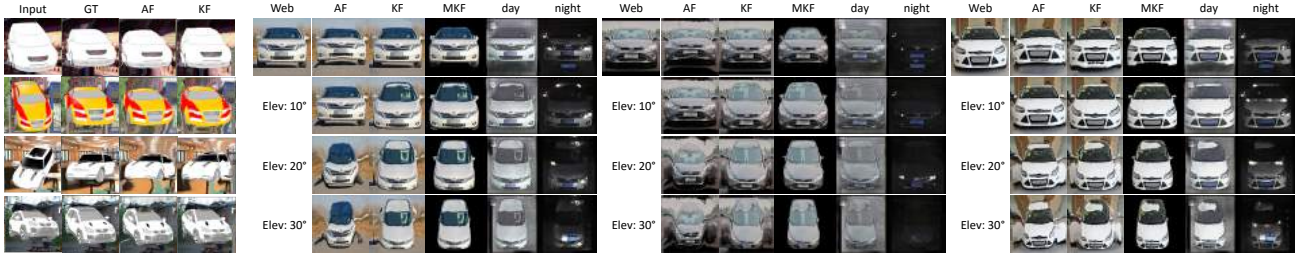 Input GT AF KF Web AF KF MKF day night Web AF KF MKF day night Web AF KF MKF day night
Elev: 10° Elev: 10° Elev: 10°
Elev: 20° Elev: 20° Elev: 20°
Elev: 30° Elev: 30° Elev: 30°